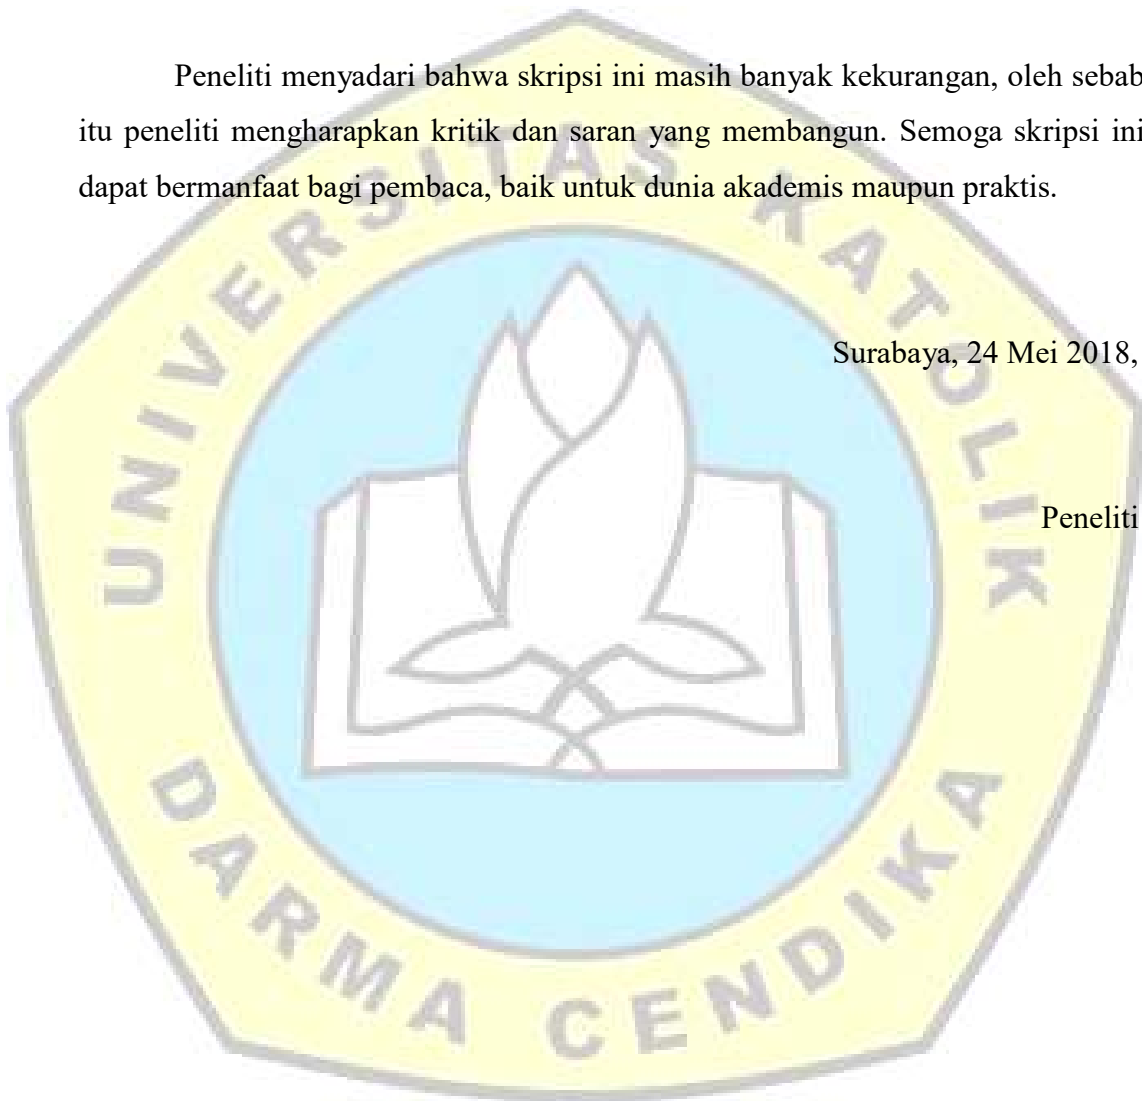 Peneliti menyadari bahwa skripsi ini masih banyak kekurangan, oleh sebab
itu peneliti mengharapkan kritik dan saran yang membangun. Semoga skripsi ini
dapat bermanfaat bagi pembaca, baik untuk dunia akademis maupun praktis.
Surabaya, 24 Mei 2018,
Peneliti
UNIVERSITAS KATOLIK
DARMA CENDIKA